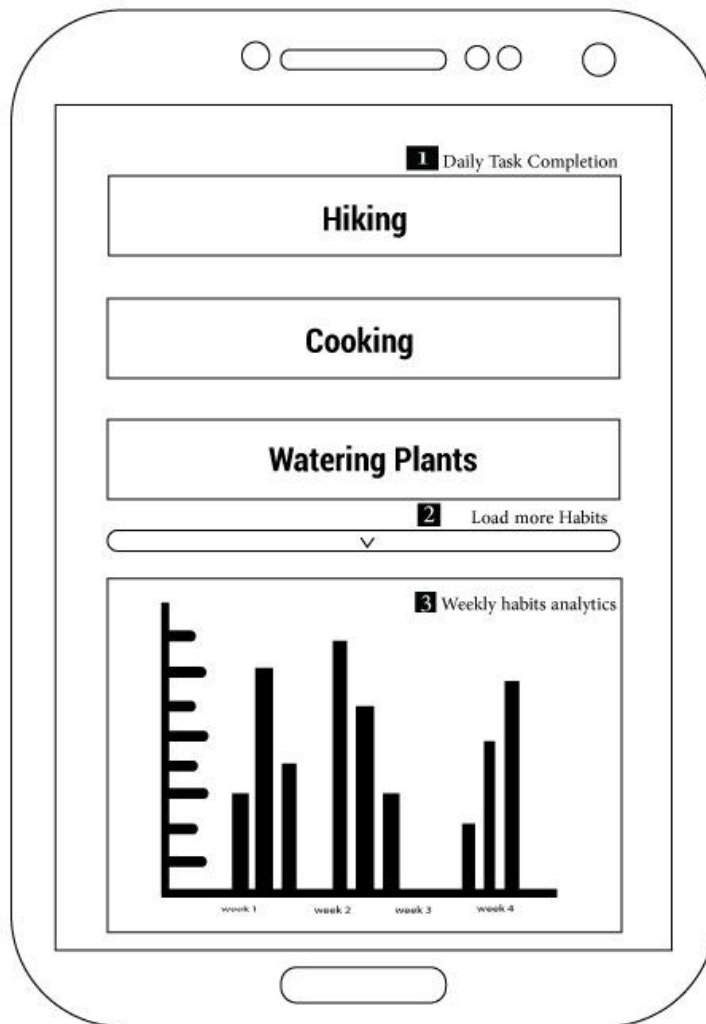 1 Daily Task Completion
Hiking
Cooking
Watering Plants
2 Load more Habits
3 Weekly habits analytics
week 1 week 2 week 3 week 4